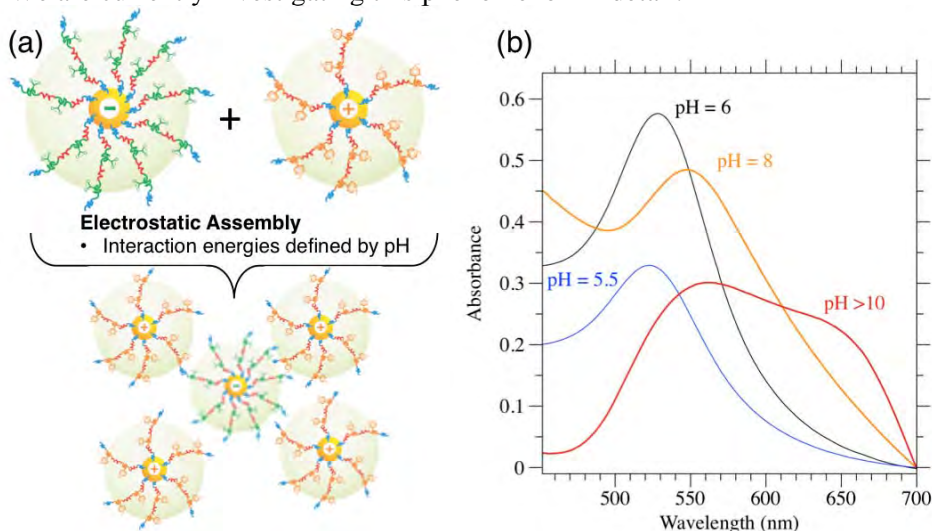 (a)
-
+
+
Electrostatic Assembly
• Interaction energies defined by pH
+
+
-
+
+
(b)
0.6
0.5
0.4
0.3
0.2
0.1
0
Absorbance
pH = 6
pH = 8
pH = 5.5
pH >10
500
550
600
650
700
Wavelength (nm)